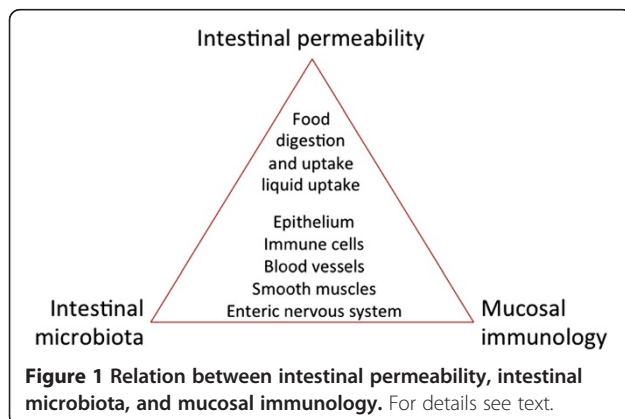 Intestinal permeability
Food
digestion
and uptake
liquid uptake
Epithelium
Immune cells
Blood vessels
Smooth muscles
Enteric nervous system
Intestinal
microbiota
Mucosal
immunology
Figure 1 Relation between intestinal permeability, intestinal
microbiota, and mucosal immunology. For details see text.